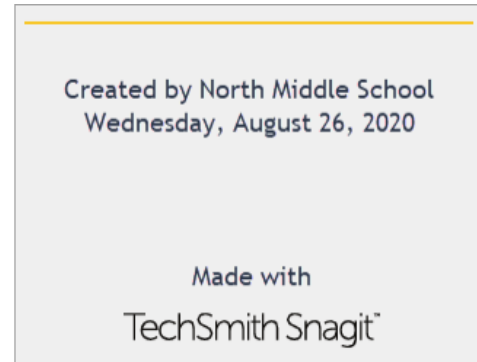 Created by North Middle School
Wednesday, August 26, 2020
Made with
TechSmith Snagit™